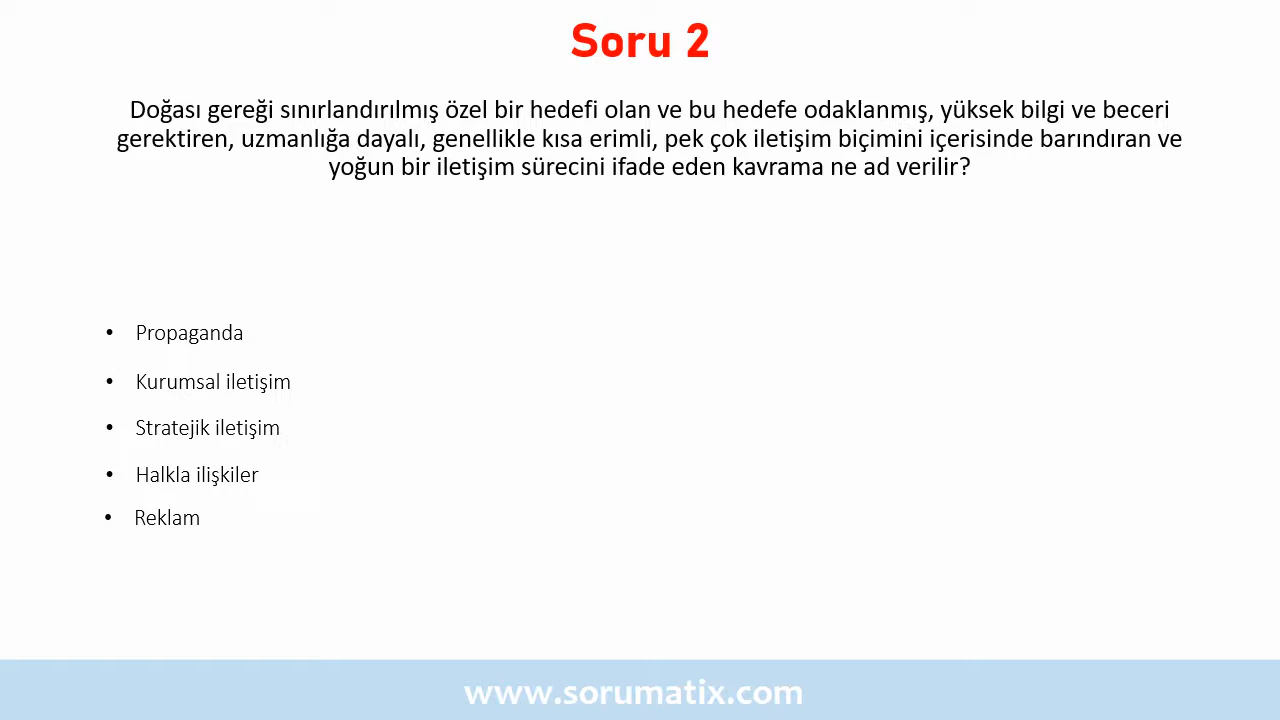 Soru 2
Doğası gereği sınırlandırılmış özel bir hedefi olan ve bu hedefe odaklanmış, yüksek bilgi ve beceri
gerektiren, uzmanlığa dayalı, genellikle kısa erimli, pek çok iletişim biçimini içerisinde barındıran ve
yoğun bir iletişim sürecini ifade eden kavrama ne ad verilir?
• Propaganda
• Kurumsal iletişim
• Stratejik iletişim
• Halkla ilişkiler
• Reklam
www.sorumatix.com